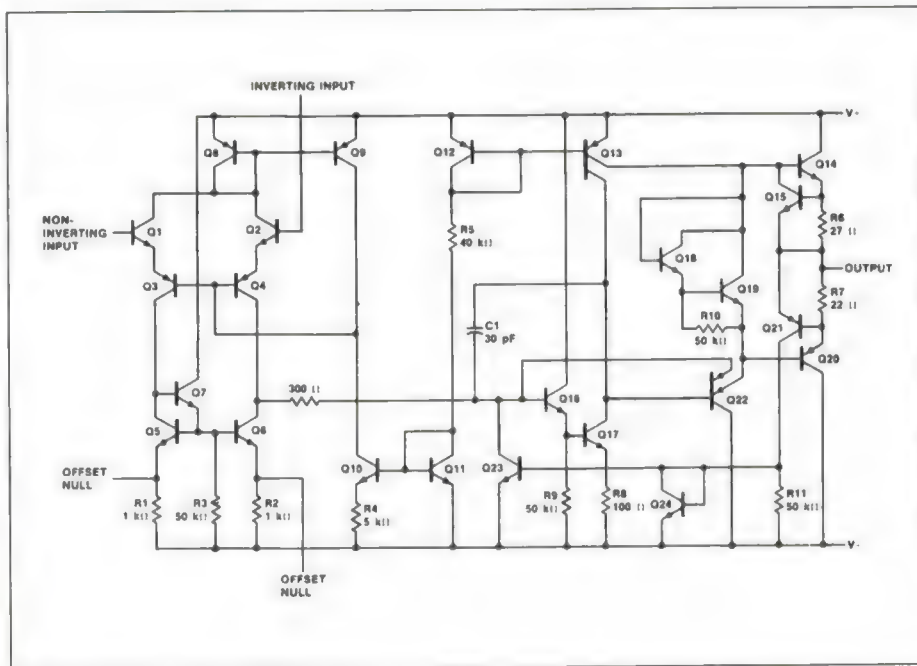 INVERTING INPUT
V-
Q8
Q9
Q12
Q13
Q14
Q15
NON-
INVERTING
INPUT
Q1
Q2
R5
40 kΩ
R6
27 Ω
Q18
OUTPUT
Q3
Q4
Q19
R7
22 Ω
C1
30 pF
R10
50 kΩ
Q21
Q20
Q7
300 Ω
Q16
Q22
Q5
Q6
Q17
OFFSET
NULL
Q10
Q11
Q23
R1
1 kΩ
R3
50 kΩ
R2
1 kΩ
R4
5 kΩ
R9
50 kΩ
R8
100 Ω
Q24
R11
50 kΩ
V-
OFFSET
NULL